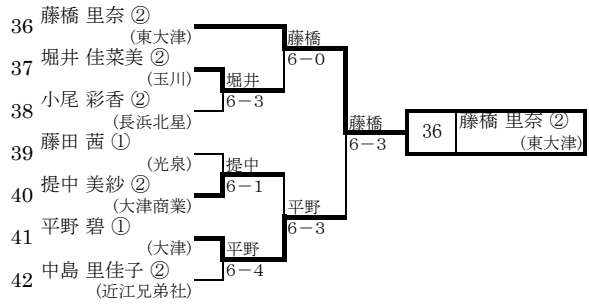 36 藤橋 里奈 ②
(東大津)
37 堀井 佳菜美 ②
(玉川)
38 小尾 彩香 ②
(長浜北星)
39 藤田 茜 ①
(光泉)
40 提中 美紗 ②
(大津商業)
41 平野 碧 ①
(大津)
42 中島 里佳子 ②
(近江兄弟社)
堀井
6-3
提中
6-1
平野
6-4
藤橋
6-0
平野
6-3
藤橋
6-3
36 藤橋 里奈 ②
(東大津)